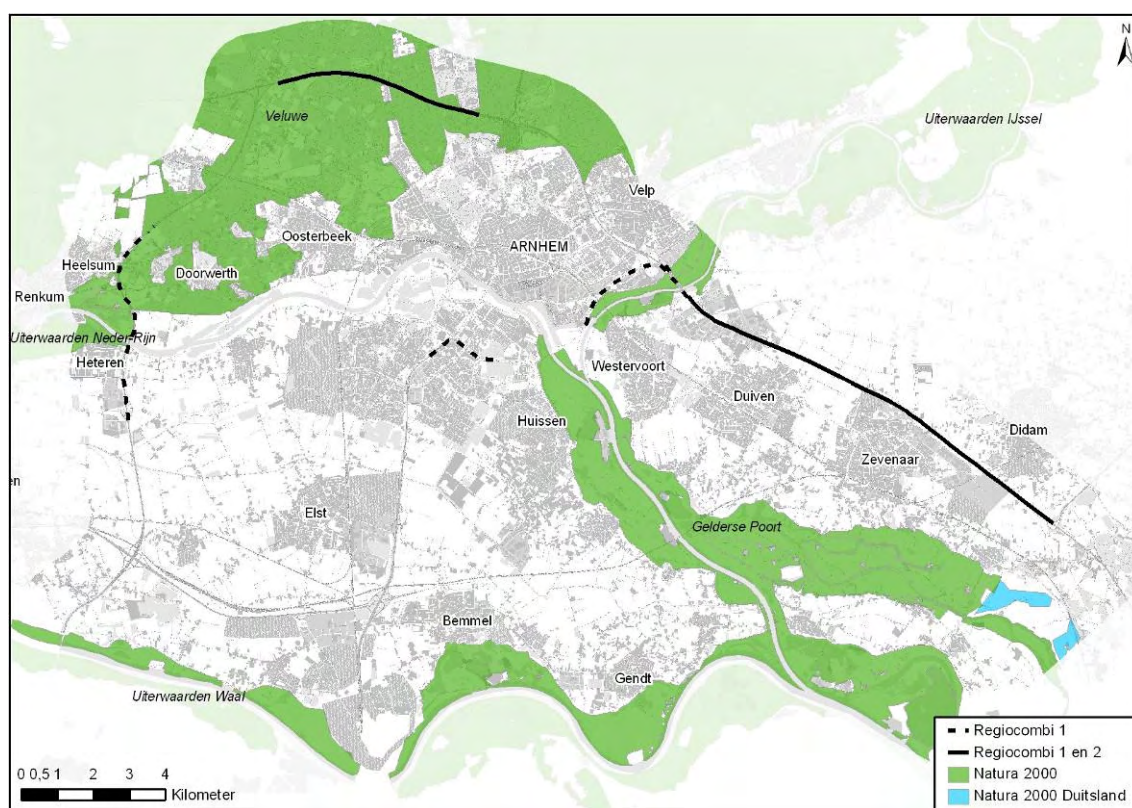 N
Uiterwaarden IJssel
Veluwe
Velp
Oosterbeek
ARNHEM
Heelsum
Doorwerth
Renkum
Uiterwaarden Neder-Rijn
Heteren
Westervoort
Duiven
Huissen
Didam
Zevenaar
en
Elst
Gelderse Poort
Bemmel
Gendt
Uiterwaarden Waal
Regiocombi 1
Regiocombi 1 en 2
Natura 2000
Natura 2000 Duitsland
0 0,5 1 2 3 4
Kilometer